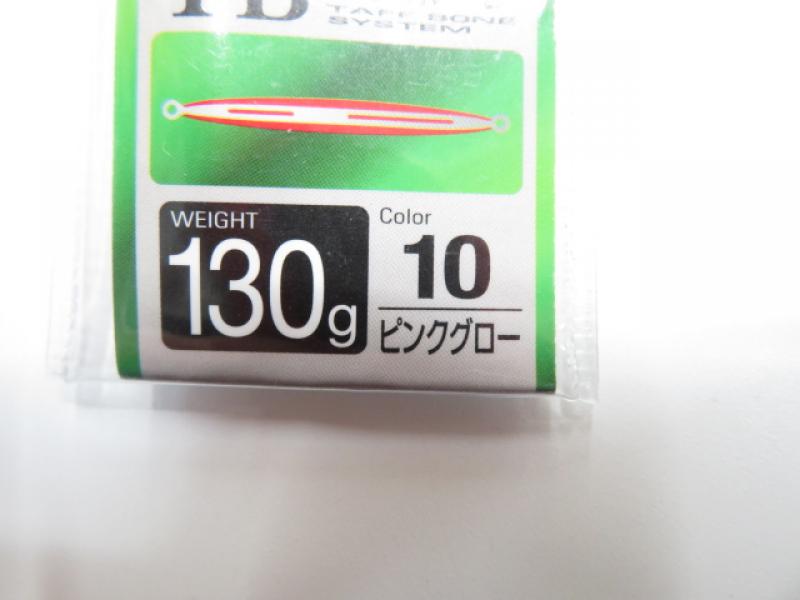 TAFF BONE
SYSTEM
WEIGHT
130g
Color
10
ピンクグロー